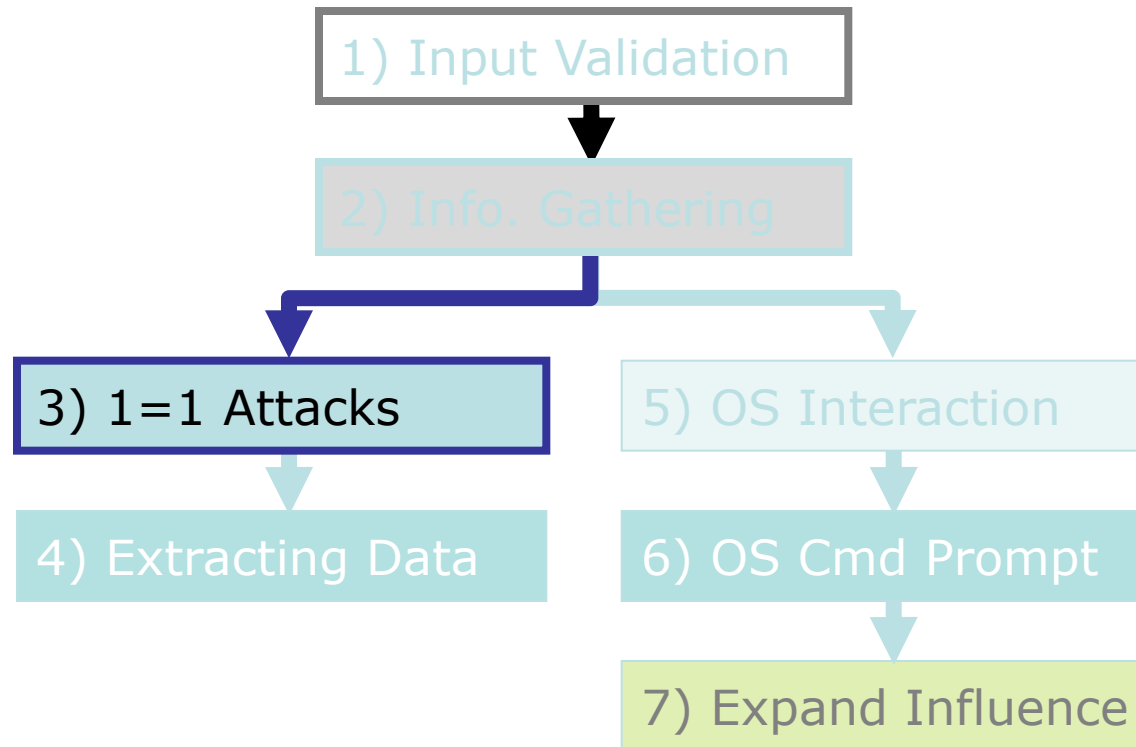 1) Input Validation
2) Info. Gathering
3) 1=1 Attacks
5) OS Interaction
4) Extracting Data
6) OS Cmd Prompt
7) Expand Influence